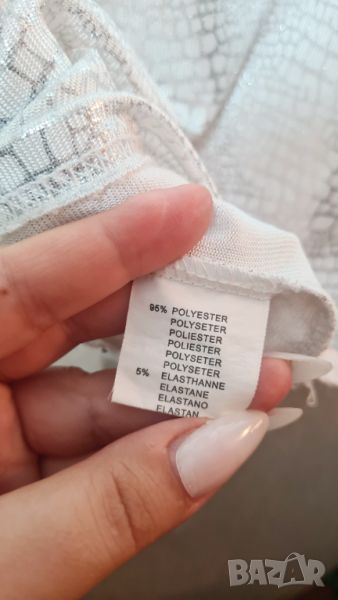 95% POLYESTER
POLYSETER
POLIESTER
POLIESTER
POLYSETER
POLYSETER
5% ELASTHANNE
ELASTANE
ELASTANO
ELASTAN
BAZAR